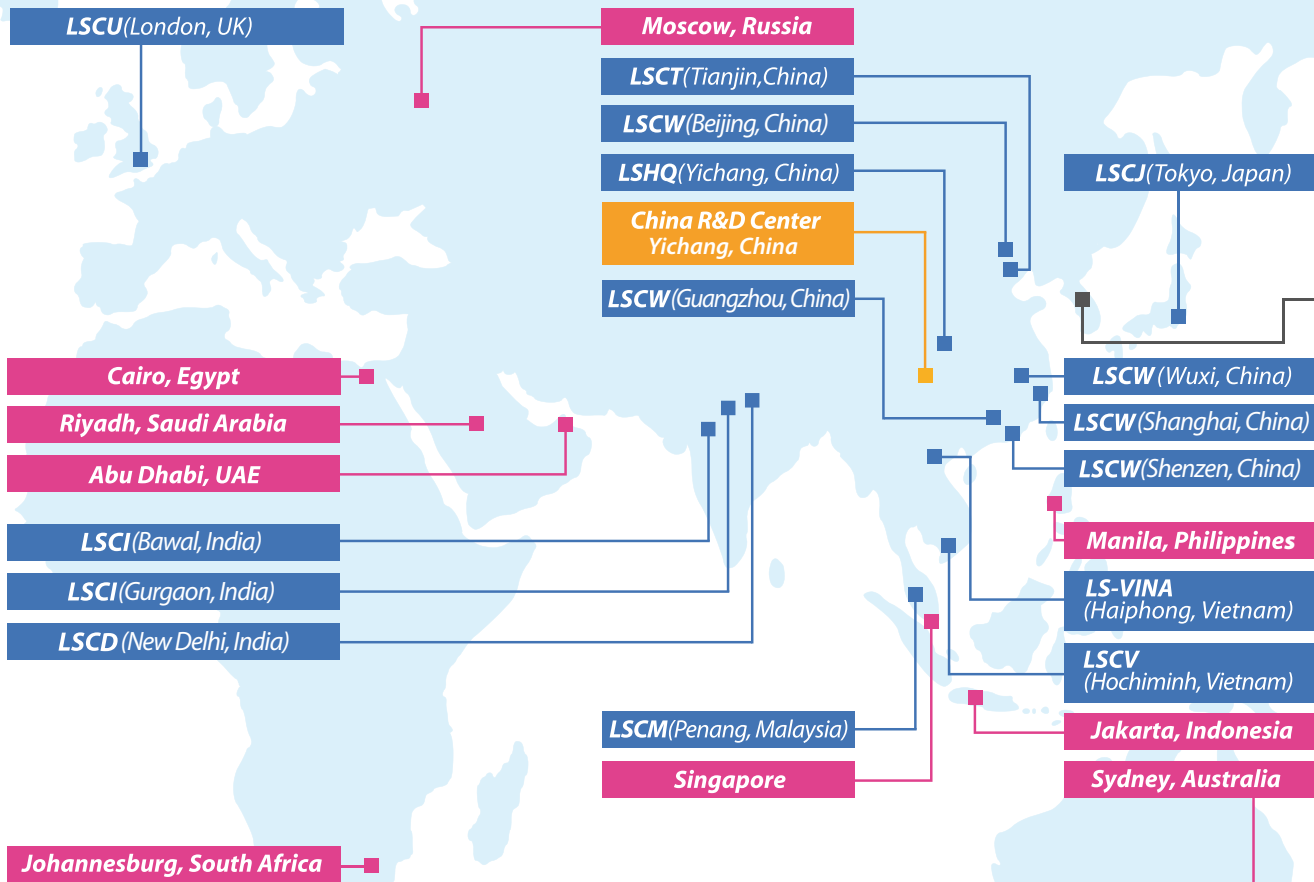 LSCU(London, UK)
Moscow, Russia
LSCT(Tianjin,China)
LSCW(Beijing, China)
LSHQ(Yichang, China)
China R&D Center
Yichang, China
LSCW(Guangzhou, China)
LSCJ(Tokyo, Japan)
Cairo, Egypt
Riyadh, Saudi Arabia
Abu Dhabi, UAE
LSCI(Bawal, India)
LSCI(Gurgaon, India)
LSCD(New Delhi, India)
LSCW(Wuxi, China)
LSCW(Shanghai, China)
LSCW(Shenzen, China)
Manila, Philippines
LS-VINA
(Haiphong, Vietnam)
LSCV
(Hochiminh, Vietnam)
LSCM(Penang, Malaysia)
Singapore
Jakarta, Indonesia
Sydney, Australia
Johannesburg, South Africa